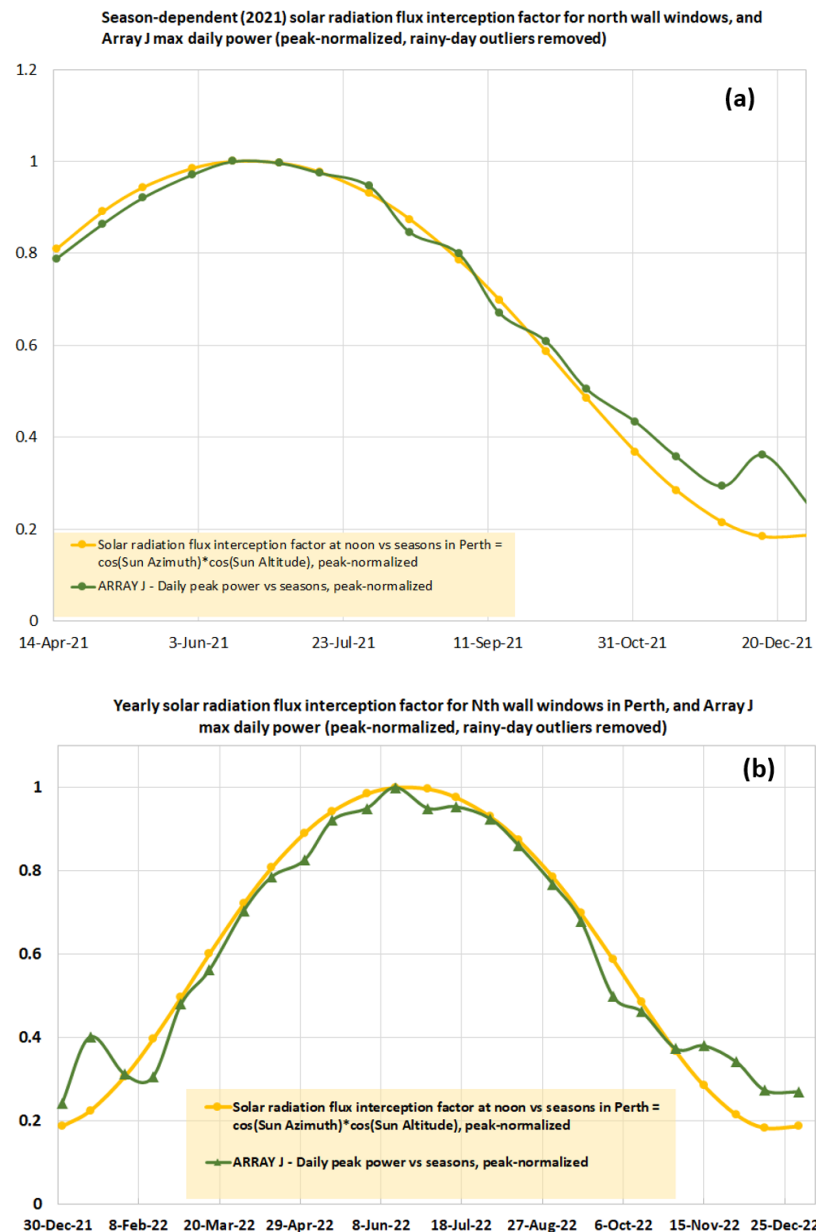 Season-dependent (2021) solar radiation flux interception factor for north wall windows, and
Array J max daily power (peak-normalized, rainy-day outliers removed)
1.2
(a)
1
0.8
0.6
0.4
0.2
Solar radiation flux interception factor at noon vs seasons in Perth =
cos(Sun Azimuth)*cos(Sun Altitude), peak-normalized
ARRAY J - Daily peak power vs seasons, peak-normalized
0
14-Apr-21 3-Jun-21 23-Jul-21 11-Sep-21 31-Oct-21 20-Dec-21
Yearly solar radiation flux interception factor for Nth wall windows in Perth, and Array J
max daily power (peak-normalized, rainy-day outliers removed)
(b)
1
0.8
0.6
0.4
0.2
Solar radiation flux interception factor at noon vs seasons in Perth =
cos(Sun Azimuth)*cos(Sun Altitude), peak-normalized
ARRAY J - Daily peak power vs seasons, peak-normalized
0
30-Dec-21 8-Feb-22 20-Mar-22 29-Apr-22 8-Jun-22 18-Jul-22 27-Aug-22 6-Oct-22 15-Nov-22 25-Dec-22